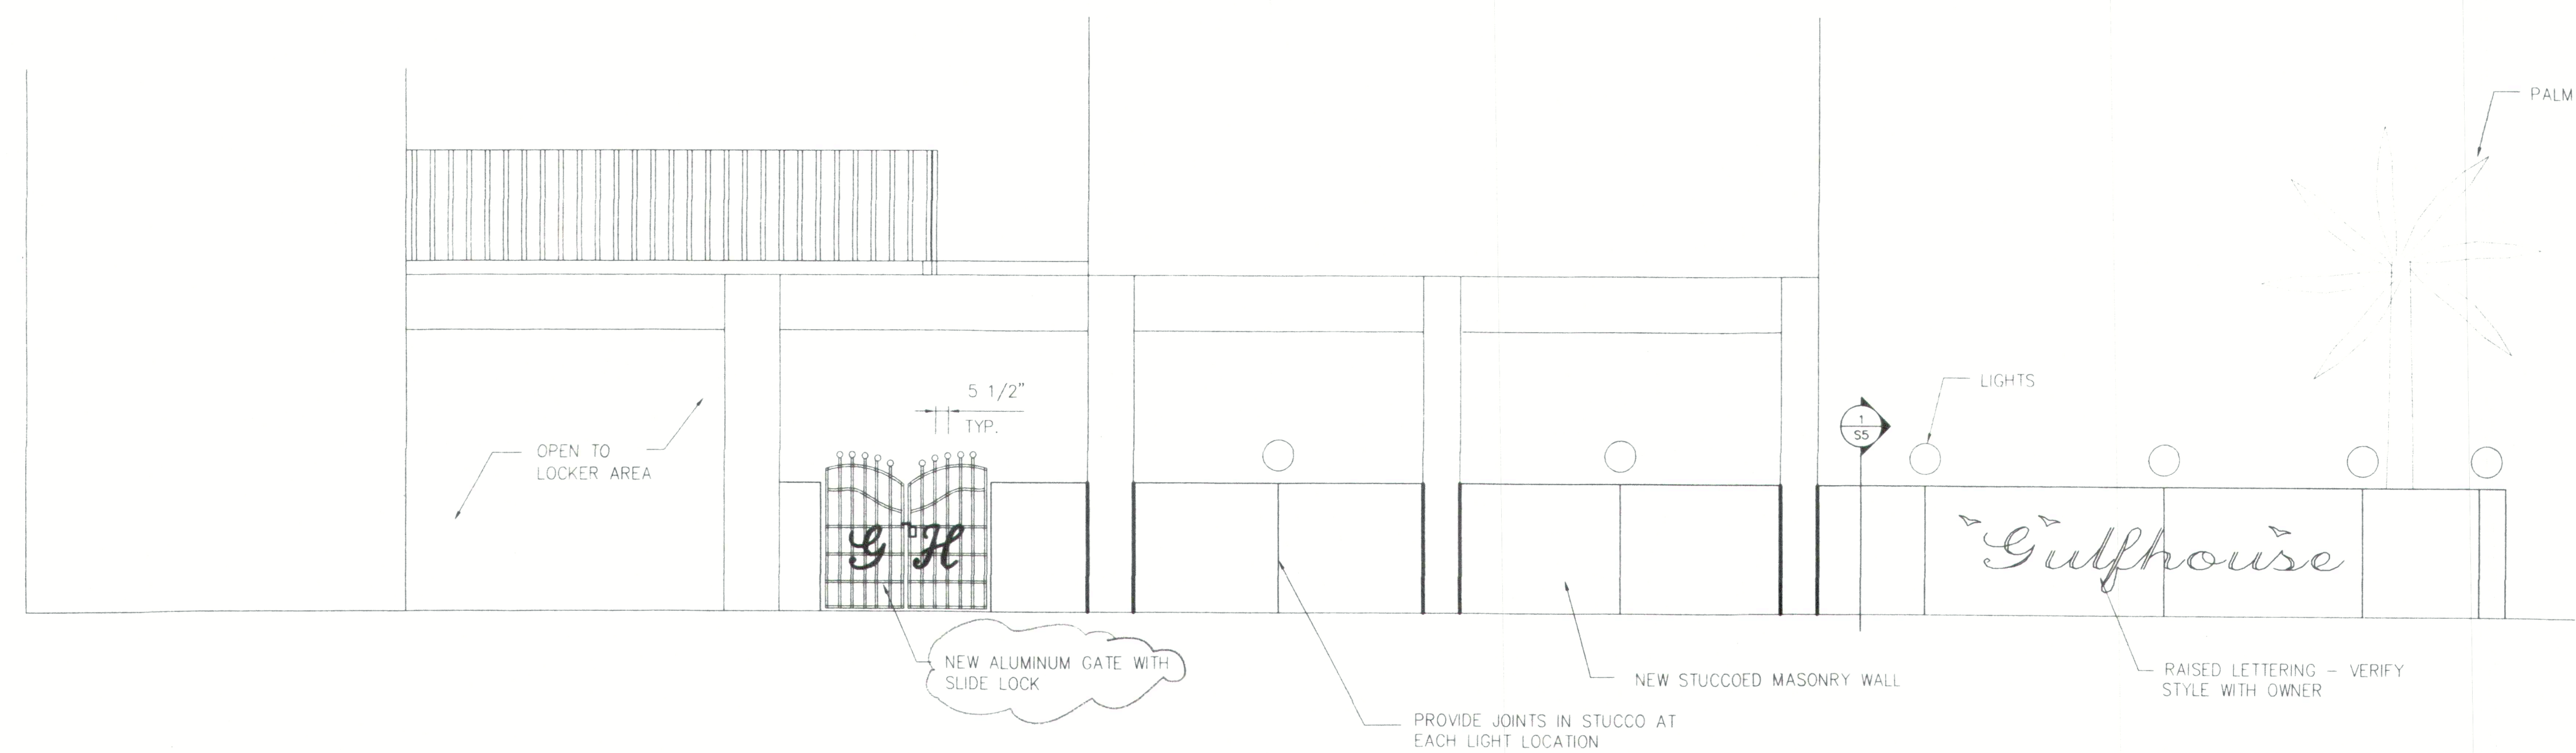 PALM
5 1/2"
TYP.
LIGHTS
1
S5
OPEN TO
LOCKER AREA
G H
Gulfhouse
NEW ALUMINUM GATE WITH
SLIDE LOCK
NEW STUCCOED MASONRY WALL
RAISED LETTERING – VERIFY
STYLE WITH OWNER
PROVIDE JOINTS IN STUCCO AT
EACH LIGHT LOCATION